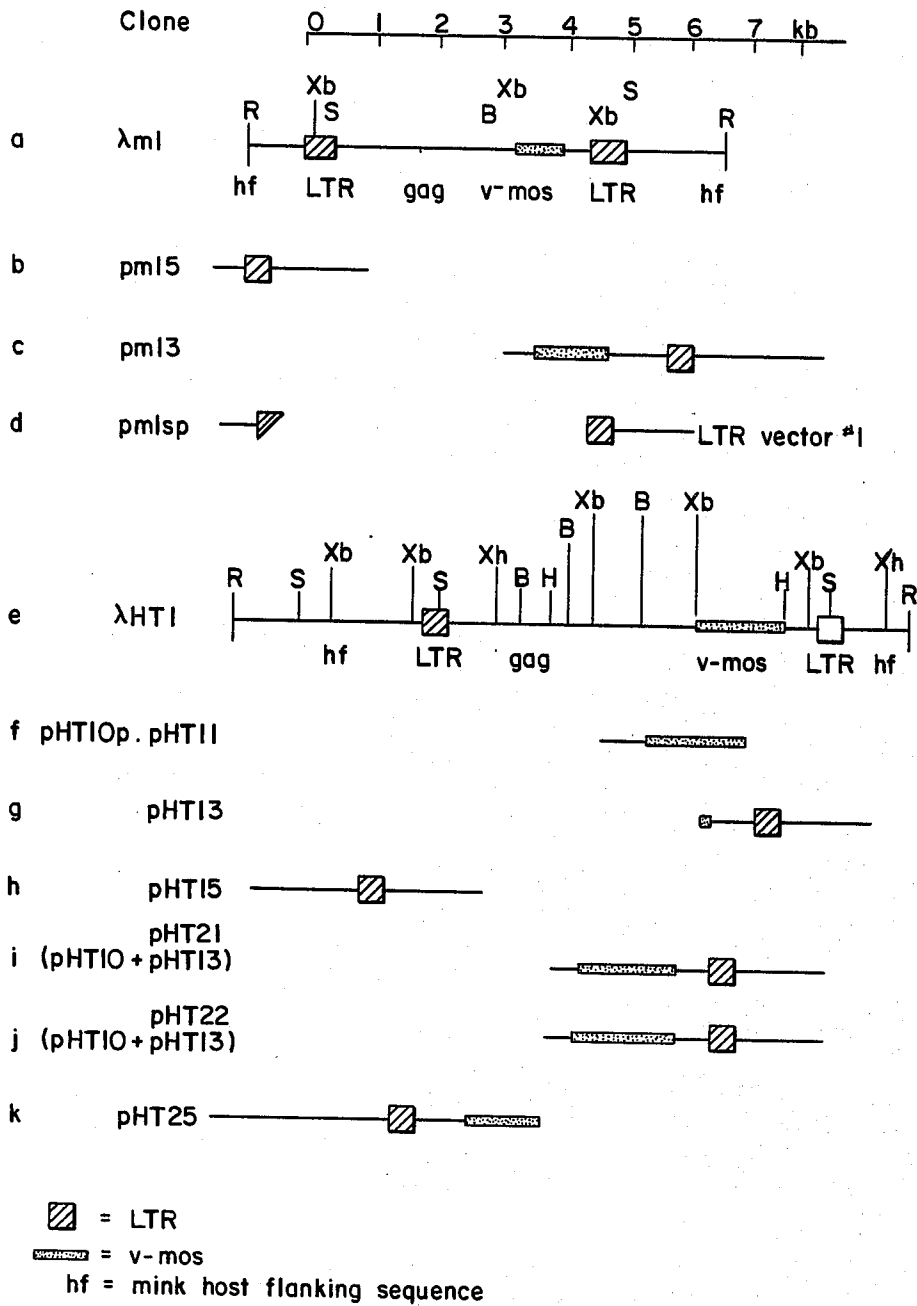 Clone 0 1 2 3 4 5 6 7 kb
Xb Xb S
R S B Xb R
a λm1
hf LTR gag v-mos LTR hf
b pm15
c pm13
d pm1sp LTR vector #1
Xb Xb
B B
Xb Xb Xh Xb Xh
R S S B H H S R
e λHT1
hf LTR gag v-mos LTR hf
f pHT10p. pHT11
g pHT13
h pHT15
pHT21
i (pHT10 + pHT13)
pHT22
j (pHT10 + pHT13)
k pHT25
= LTR
= v-mos
hf = mink host flanking sequence